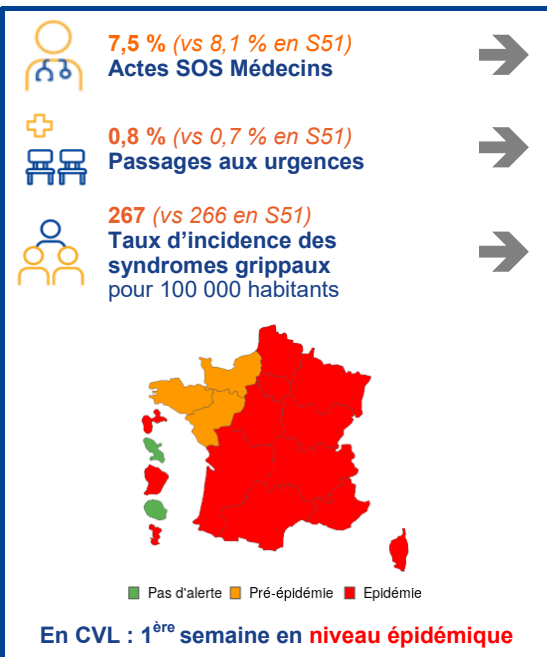 7,5 % (vs 8,1 % en S51)
Actes SOS Médecins
0,8 % (vs 0,7 % en S51)
Passages aux urgences
267 (vs 266 en S51)
Taux d’incidence des
syndromes grippaux
pour 100 000 habitants
Pas d'alerte Pré-épidémie Epidémie
En CVL : 1ère semaine en niveau épidémique